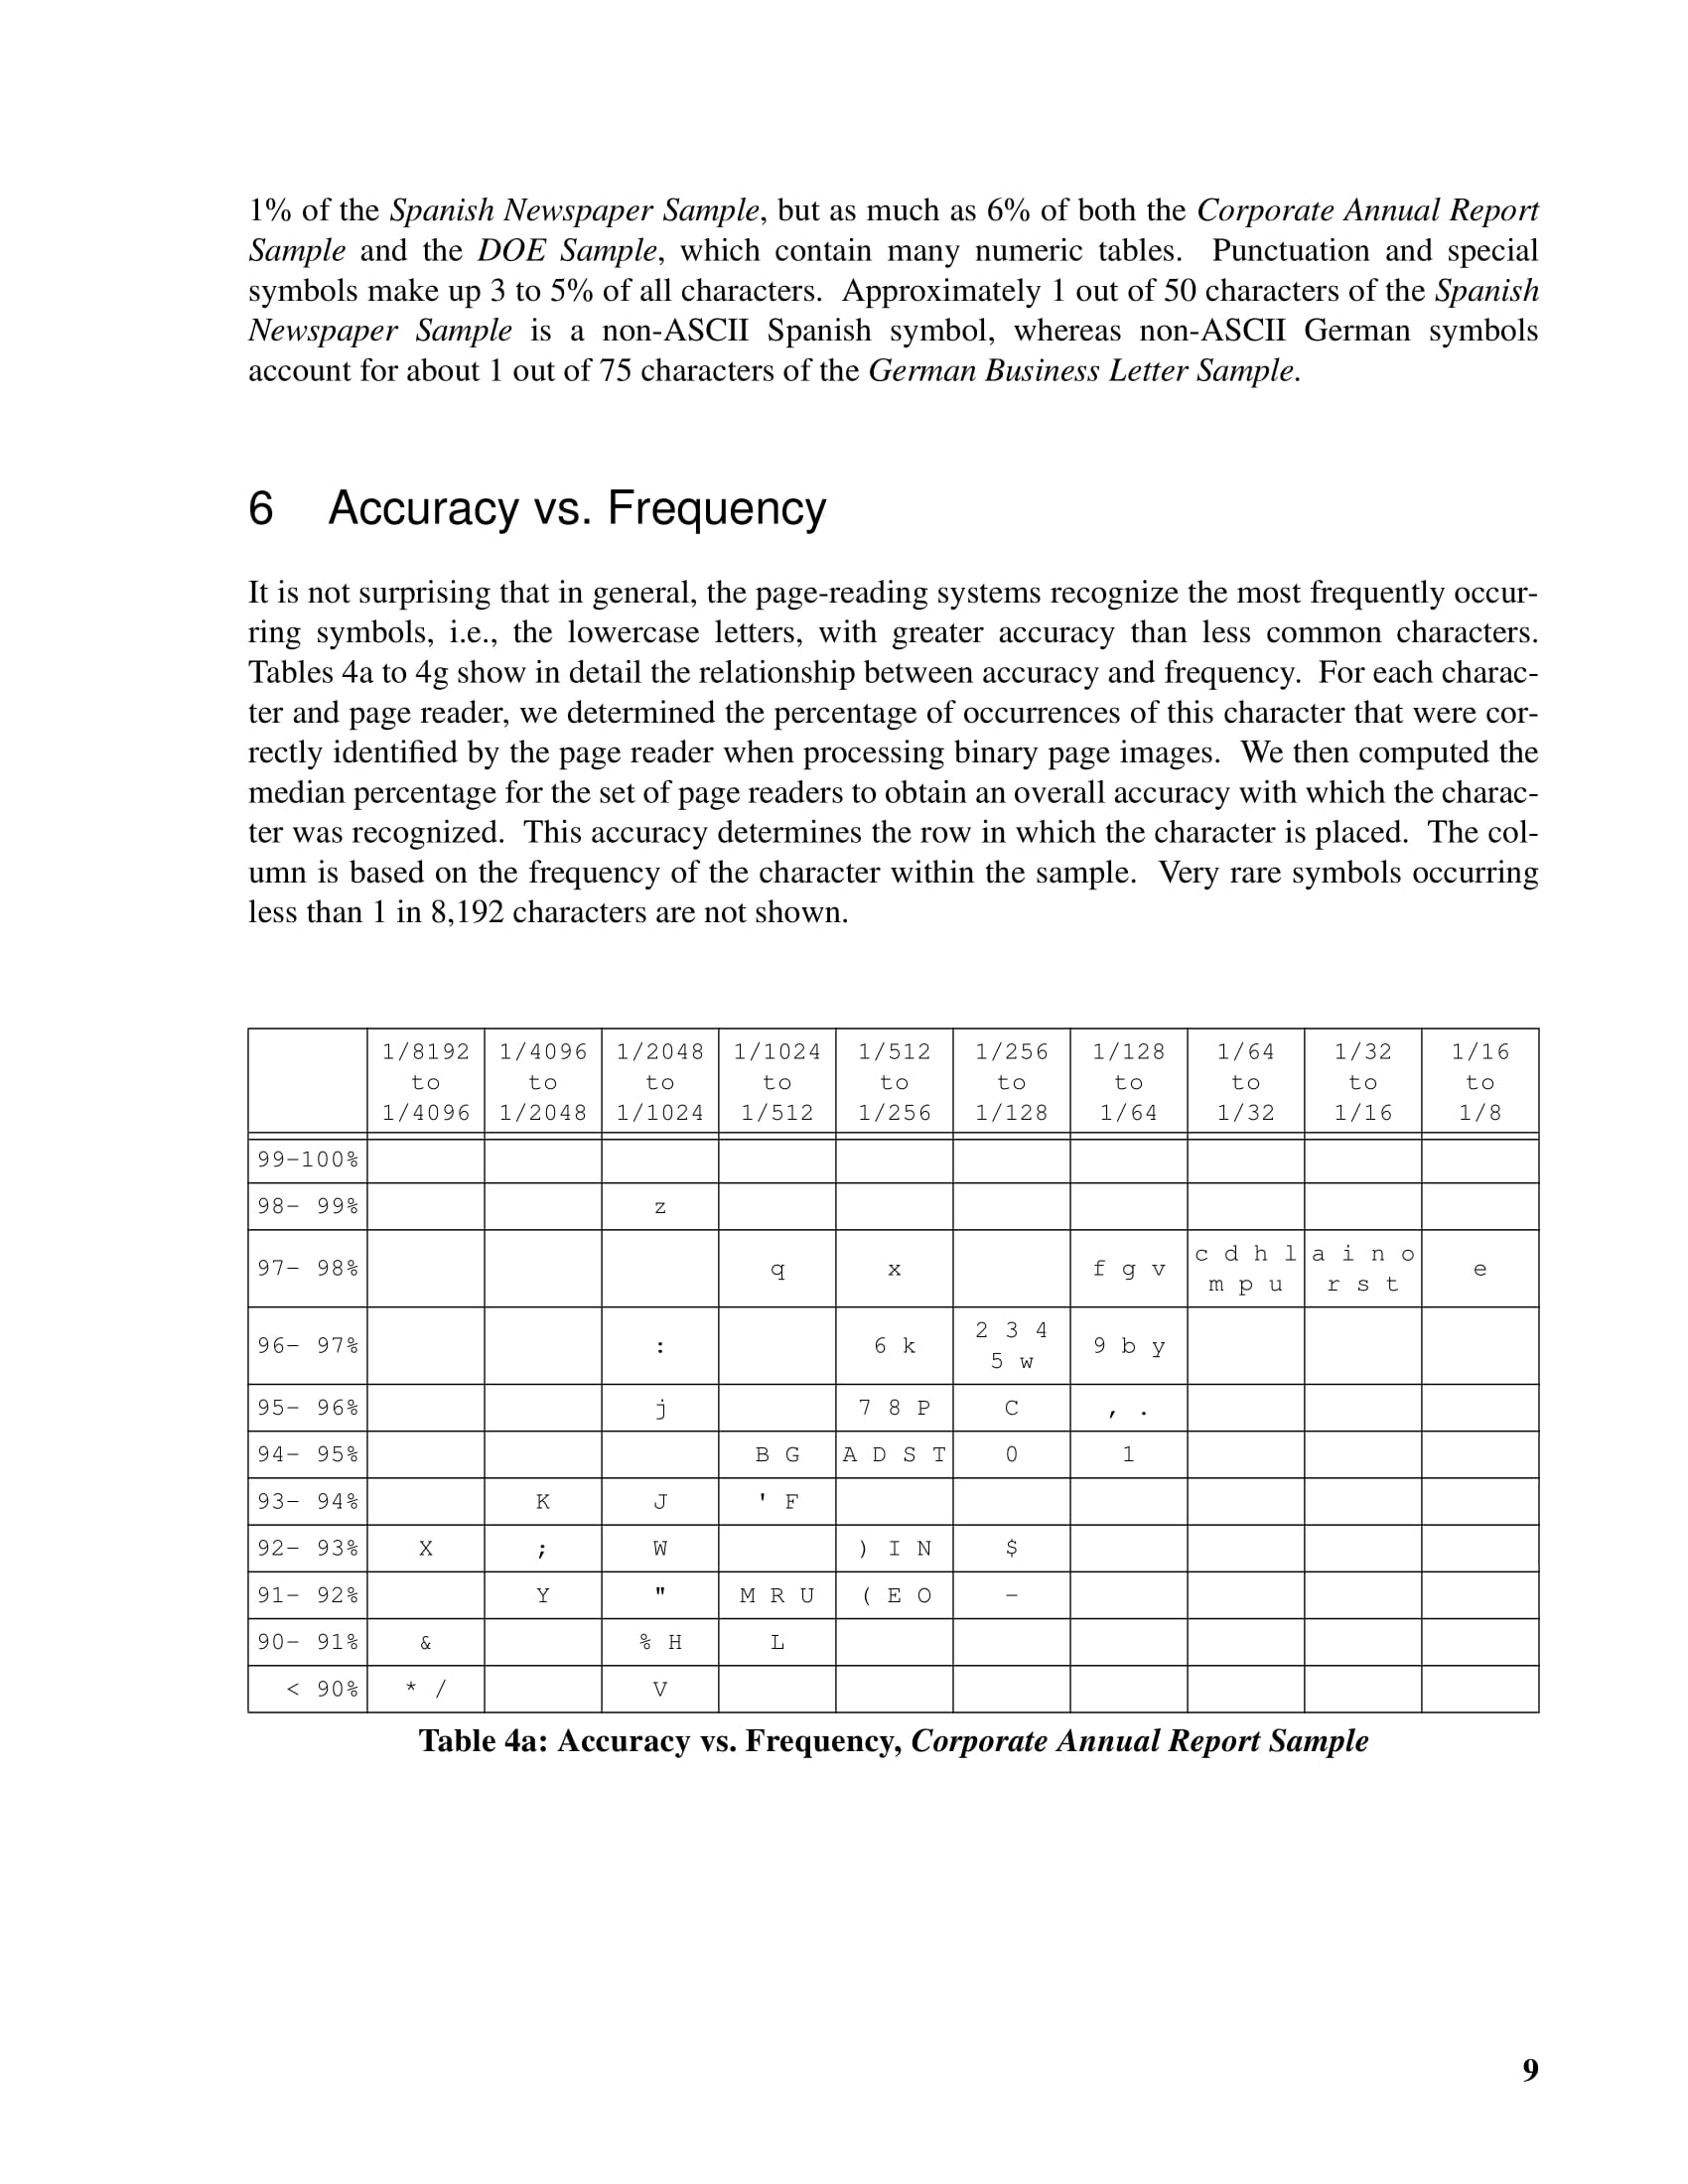 1% of the Spanish Newspaper Sample, but as much as 6% of both the Corporate Annual Report
Sample and the DOE Sample, which contain many numeric tables. Punctuation and special
symbols make up 3 to 5% of all characters. Approximately 1 out of 50 characters of the Spanish
Newspaper Sample is a non-ASCII Spanish symbol, whereas non-ASCII German symbols
account for about 1 out of 75 characters of the German Business Letter Sample.
6 Accuracy vs. Frequency
It is not surprising that in general, the page-reading systems recognize the most frequently occur-
ring symbols, i.e., the lowercase letters, with greater accuracy than less common characters.
Tables 4a to 4g show in detail the relationship between accuracy and frequency. For each charac-
ter and page reader, we determined the percentage of occurrences of this character that were cor-
rectly identified by the page reader when processing binary page images. We then computed the
median percentage for the set of page readers to obtain an overall accuracy with which the charac-
ter was recognized. This accuracy determines the row in which the character is placed. The col-
umn is based on the frequency of the character within the sample. Very rare symbols occurring
less than 1 in 8,192 characters are not shown.
1/8192 1/4096 1/2048 1/1024 1/512 1/256 1/128 1/64 1/32 1/16
to to to to to to to to to to
1/4096 1/2048 1/1024 1/512 1/256 1/128 1/64 1/32 1/16 1/8
99-100%
98- 99% z
97- 98% q x f g v c d h l m p u a i n o r s t e
96- 97% : 6 k 2 3 4 5 w 9 b y
95- 96% j 7 8 P C , .
94- 95% B G A D S T 0 1
93- 94% K J ' F
92- 93% X ; W ) I N $
91- 92% Y " M R U ( E O -
90- 91% & % H L
< 90% * / V
Table 4a: Accuracy vs. Frequency, Corporate Annual Report Sample
9